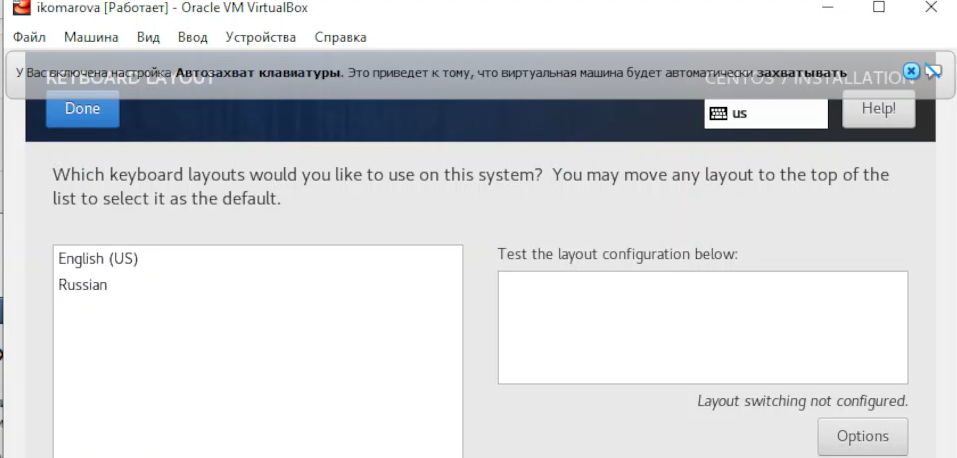 ikomarova [Работает] - Oracle VM VirtualBox
Файл Машина Вид Ввод Устройства Справка
KEYBOARD LAYOUT CENTOS 7 INSTALLATION
У Вас включена настройка Автозахват клавиатуры. Это приведет к тому, что виртуальная машина будет автоматически захватывать
Done us Help!
Which keyboard layouts would you like to use on this system? You may move any layout to the top of the
list to select it as the default.
English (US)
Russian
Test the layout configuration below:
Layout switching not configured.
Options